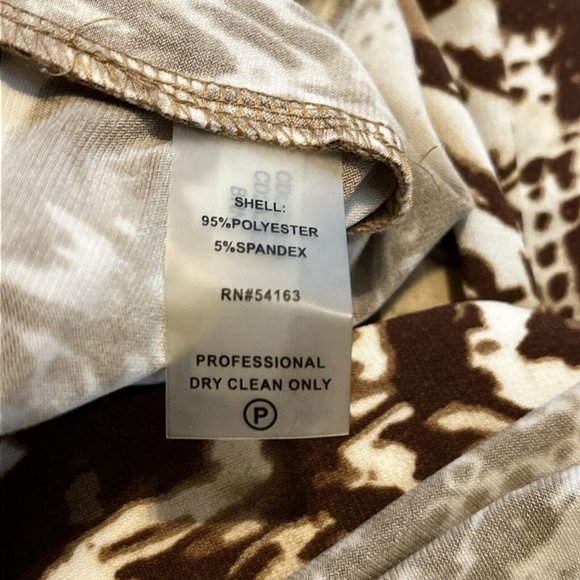 SHELL:
95%POLYESTER
5%SPANDEX
RN#54163
PROFESSIONAL
DRY CLEAN ONLY
P